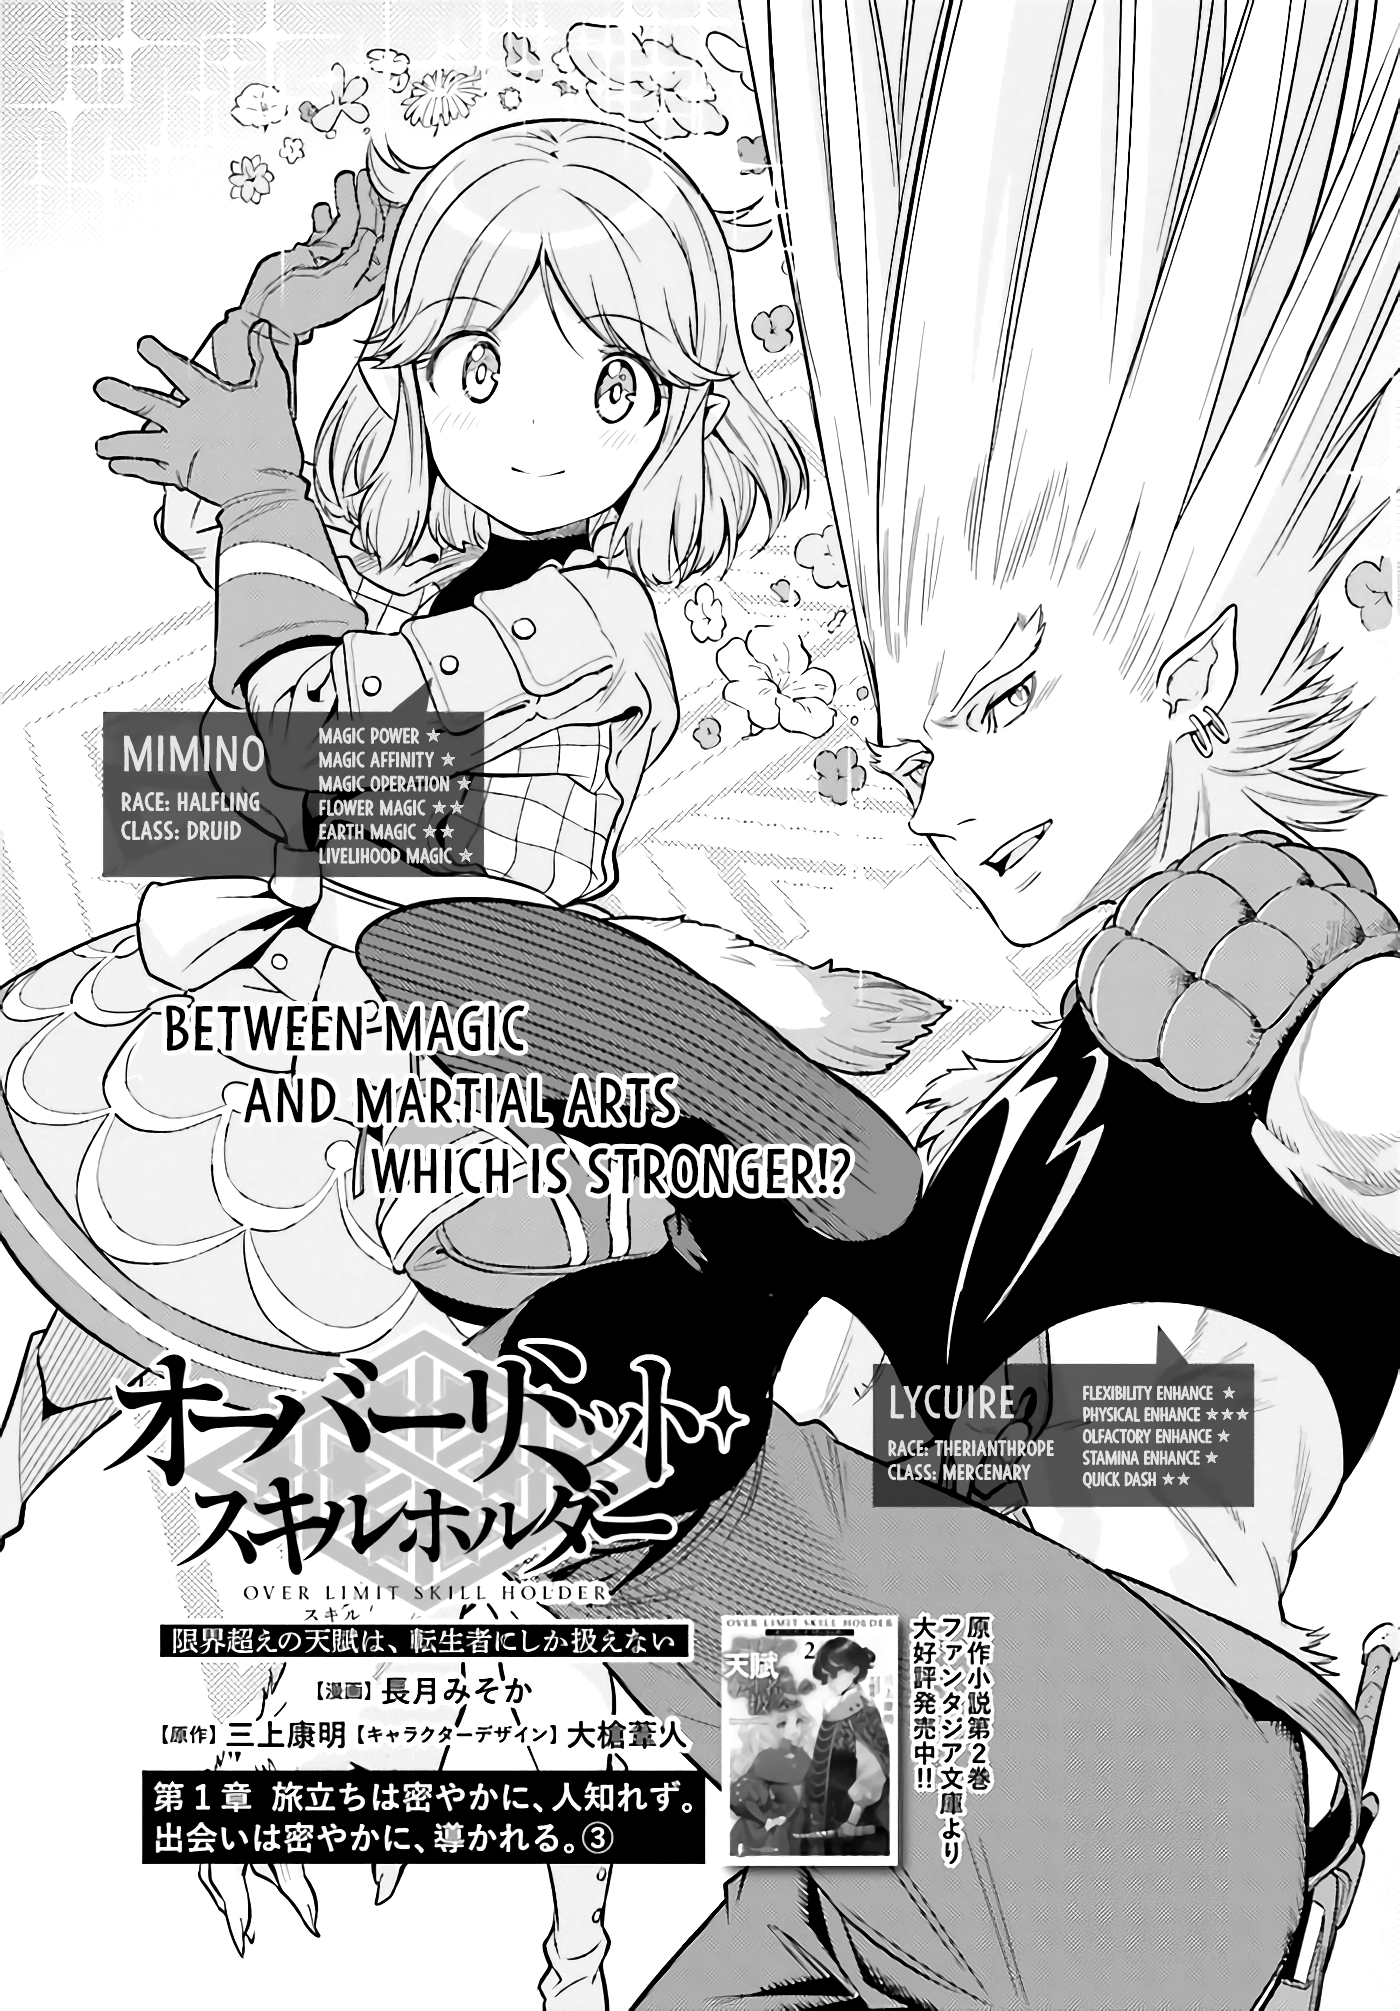 MIMINO
RACE: HALFLING
CLASS: DRUID
MAGIC POWER ★
MAGIC AFFINITY ★
MAGIC OPERATION ★
FLOWER MAGIC ★★
EARTH MAGIC ★★
LIVELIHOOD MAGIC ★
BETWEEN MAGIC
AND MARTIAL ARTS
WHICH IS STRONGER!?
LYCUIRE
RACE: THERIANTHROPE
CLASS: MERCENARY
FLEXIBILITY ENHANCE ★
PHYSICAL ENHANCE ★★★
OLFACTORY ENHANCE ★
STAMINA ENHANCE ★
QUICK DASH ★★
オーバーリミット・
スキルホルダー
OVER LIMIT SKILL HOLDER
スキル
限界超えの天賦は、転生者にしか扱えない
【漫画】長月みそか
【原作】三上康明【キャラクターデザイン】大槍葦人
第1章 旅立ちは密やかに、人知れず。
出会いは密やかに、導かれる。③
OVER LIMIT SKILL HOLDER
2
天賦
原作小説第2巻
ファンタジア文庫より
大好評発売中!!